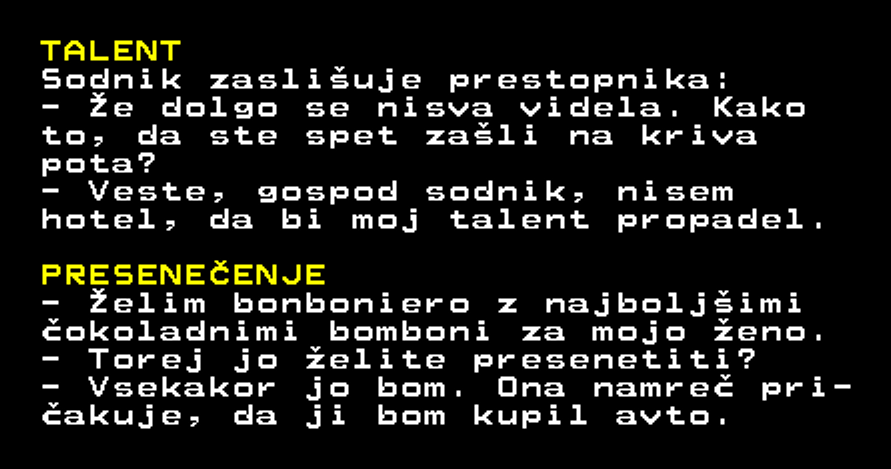 TALENT
Sodnik zaslišuje prestopnika:
- Že dolgo se nisva videla. Kako
to, da ste spet zašli na kriva
pota?
- Veste, gospod sodnik, nisem
hotel, da bi moj talent propadel.
PRESENEČENJE
- Želim bonboniero z najboljšimi
čokoladnimi bomboni za mojo ženo.
- Torej jo želite presenetiti?
- Vsekakor jo bom. Ona namreč pri-
čakuje, da ji bom kupil avto.